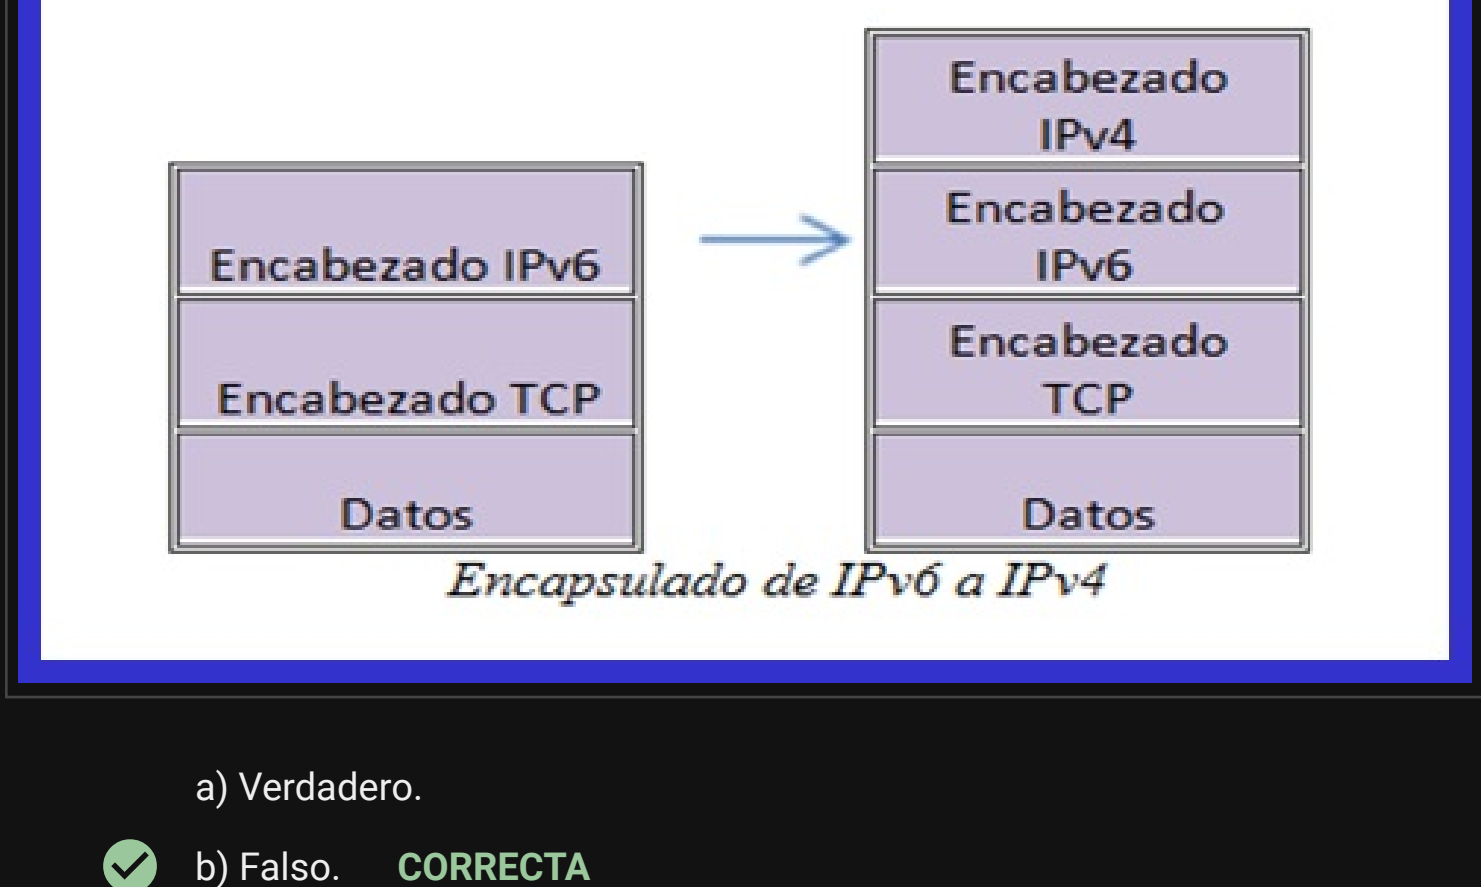 Encabezado IPv6
Encabezado TCP
Datos
Encabezado
IPv4
Encabezado
IPv6
Encabezado
TCP
Datos
Encapsulado de IPv6 a IPv4
a) Verdadero.
b) Falso. CORRECTA